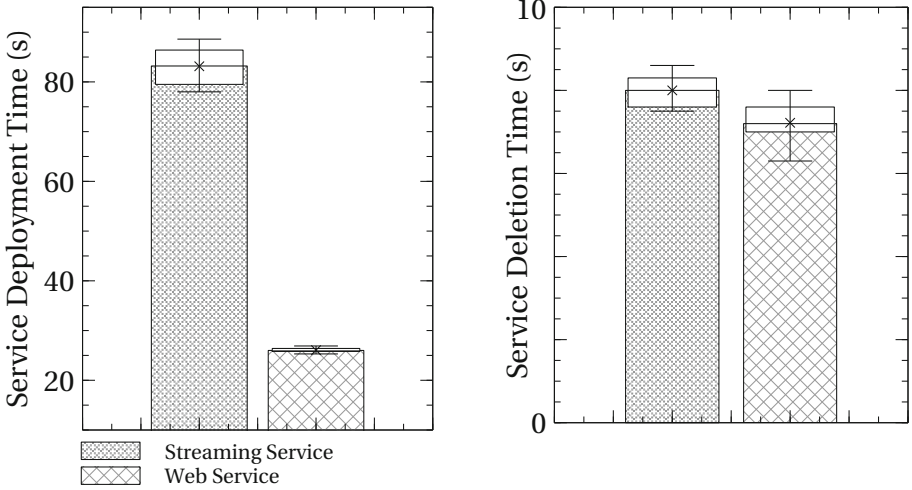 Service Deployment Time (s)
80
60
40
20
Service Deletion Time (s)
10
0
Streaming Service
Web Service